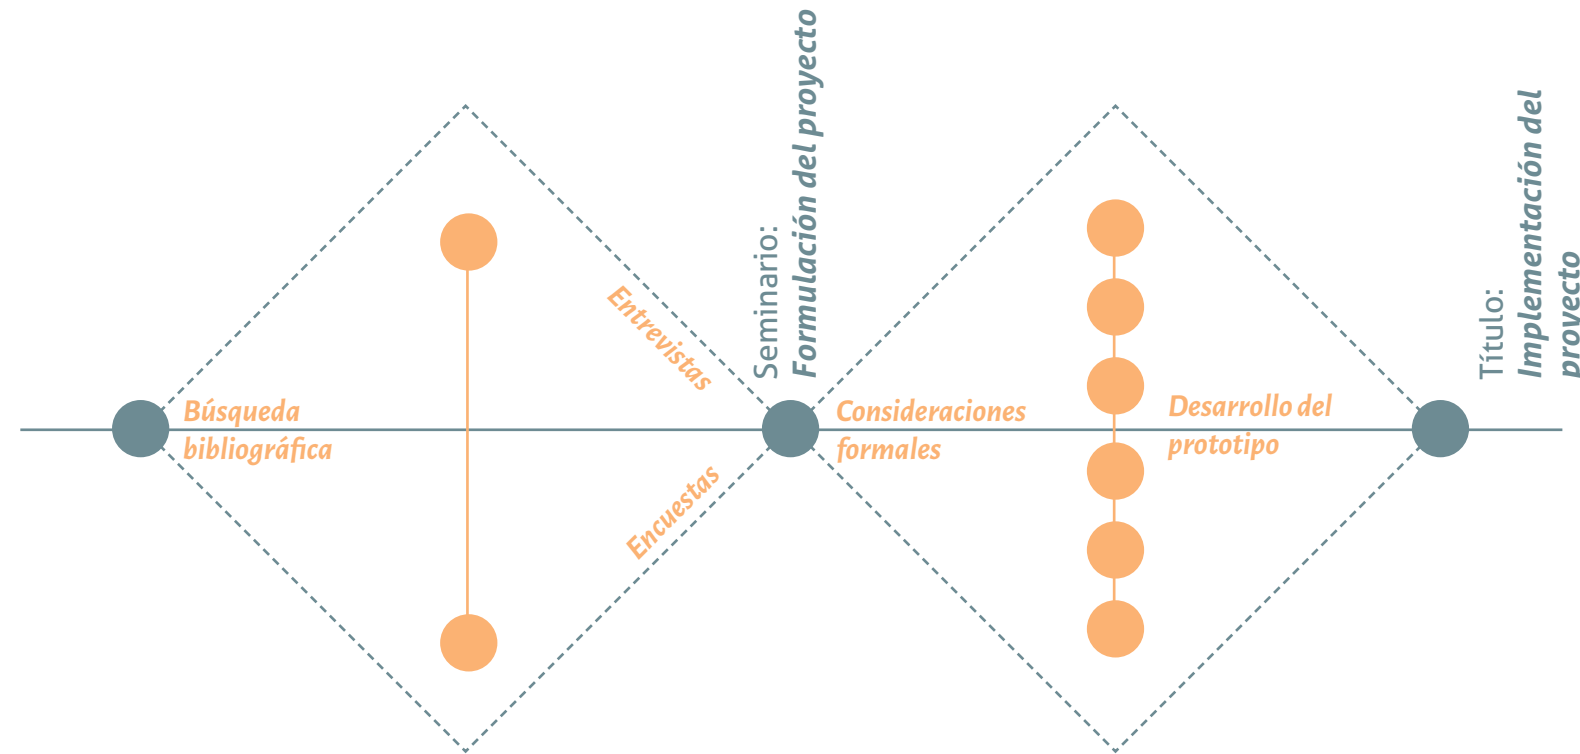 Búsqueda
bibliográfica
Entrevistas
Encuestas
Seminario:
Formulación del proyecto
Consideraciones
formales
Desarrollo del
prototipo
Título:
Implementación del
proyecto